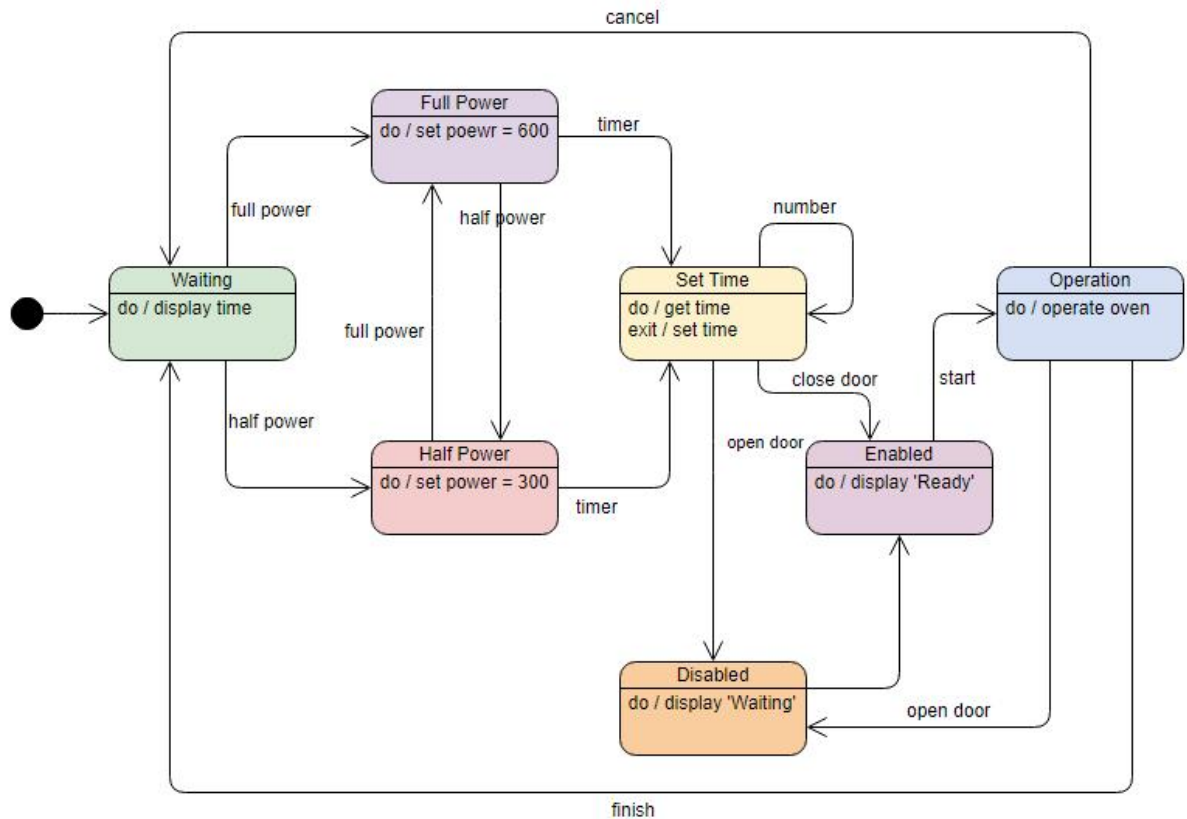 cancel
Full Power
do / set poewr = 600
timer
full power
half power
number
Waiting
do / display time
Set Time
do / get time
exit / set time
Operation
do / operate oven
full power
close door
start
half power
open door
Half Power
do / set power = 300
timer
Enabled
do / display 'Ready'
Disabled
do / display 'Waiting'
open door
finish